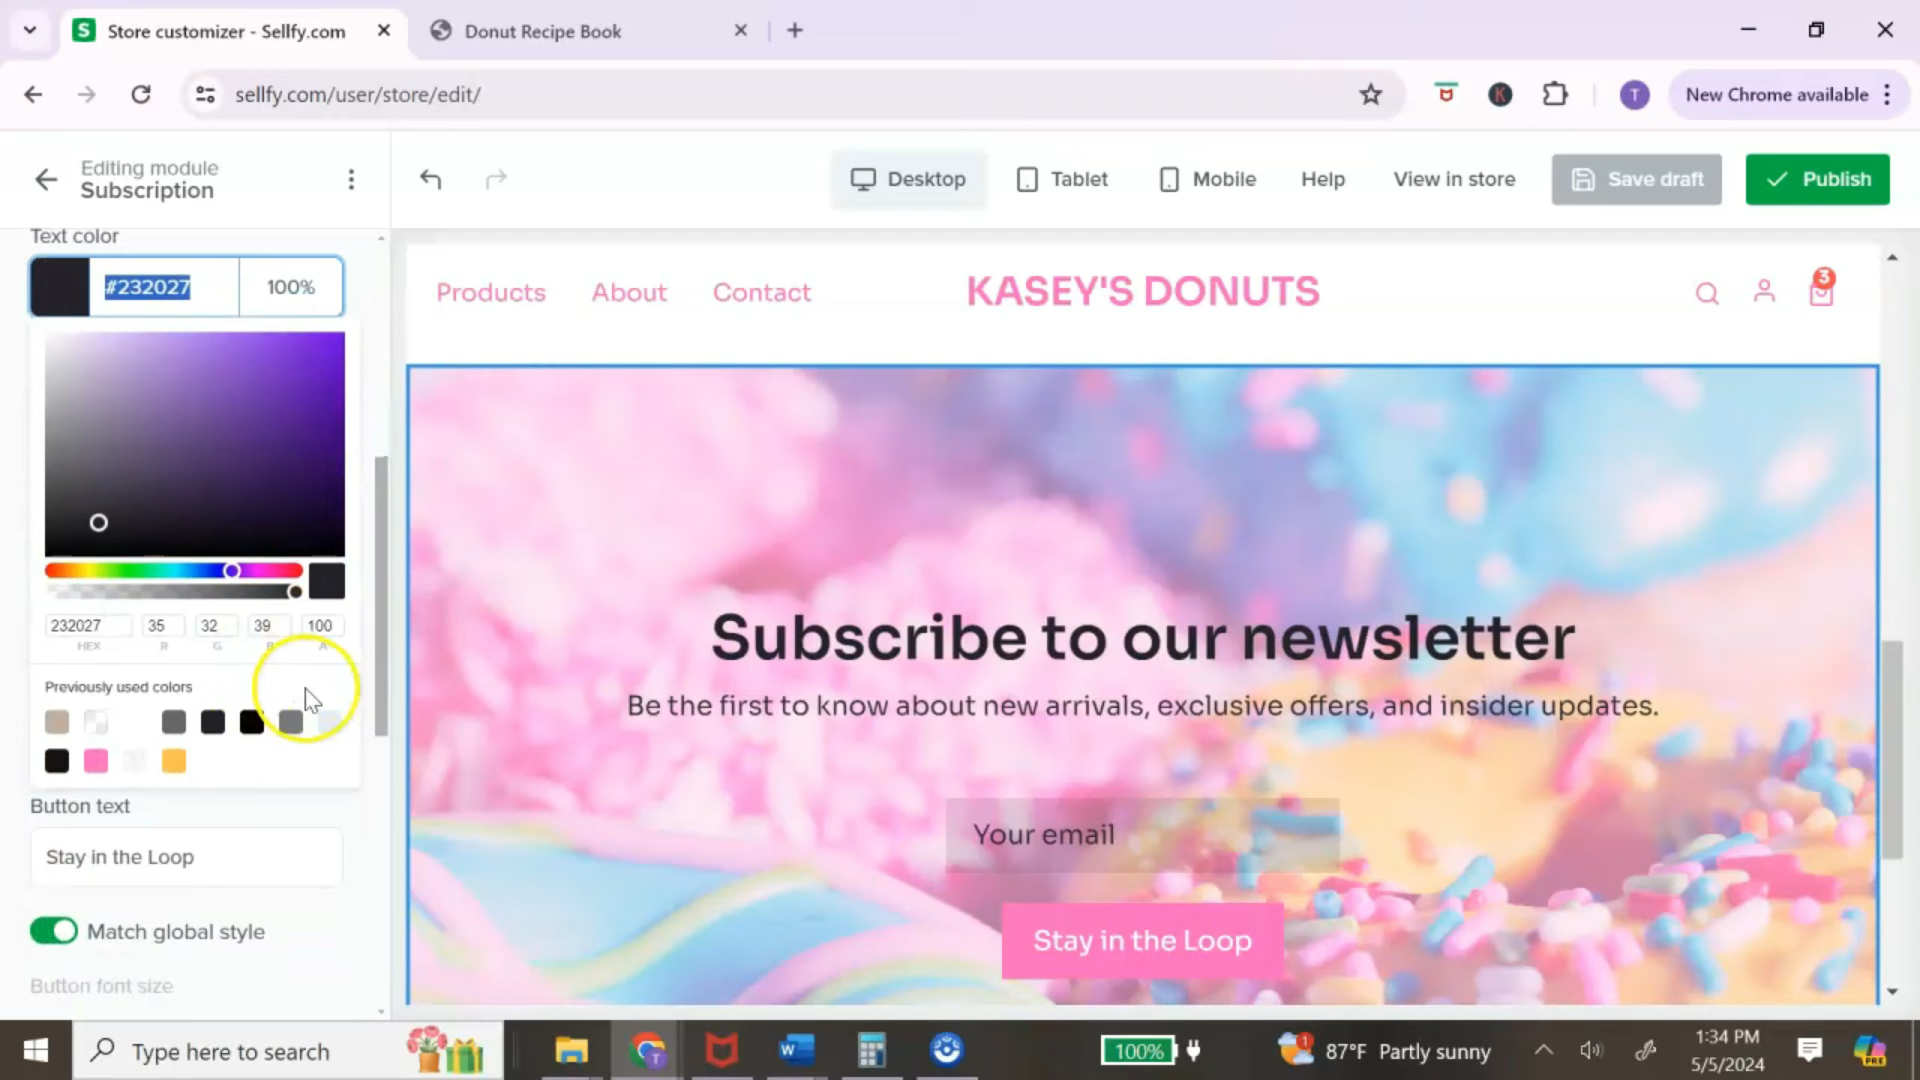 Store customizer - Sellfy.com
Donut Recipe Book
sellfy.com/user/store/edit/
T
New Chrome available
Editing module
Subscription
Desktop
Tablet
Mobile
Help
View in store
Save draft
Publish
Text color
#232027
100%
232027
35
32
39
100
HEX
R
G
B
A
Previously used colors
Button text
Stay in the Loop
Match global style
Button font size
Products
About
Contact
KASEY'S DONUTS
3
Subscribe to our newsletter
Be the first to know about new arrivals, exclusive offers, and insider updates.
Your email
Stay in the Loop
Type here to search
100%
1
87°F Partly sunny
1:34 PM
5/5/2024
PRE